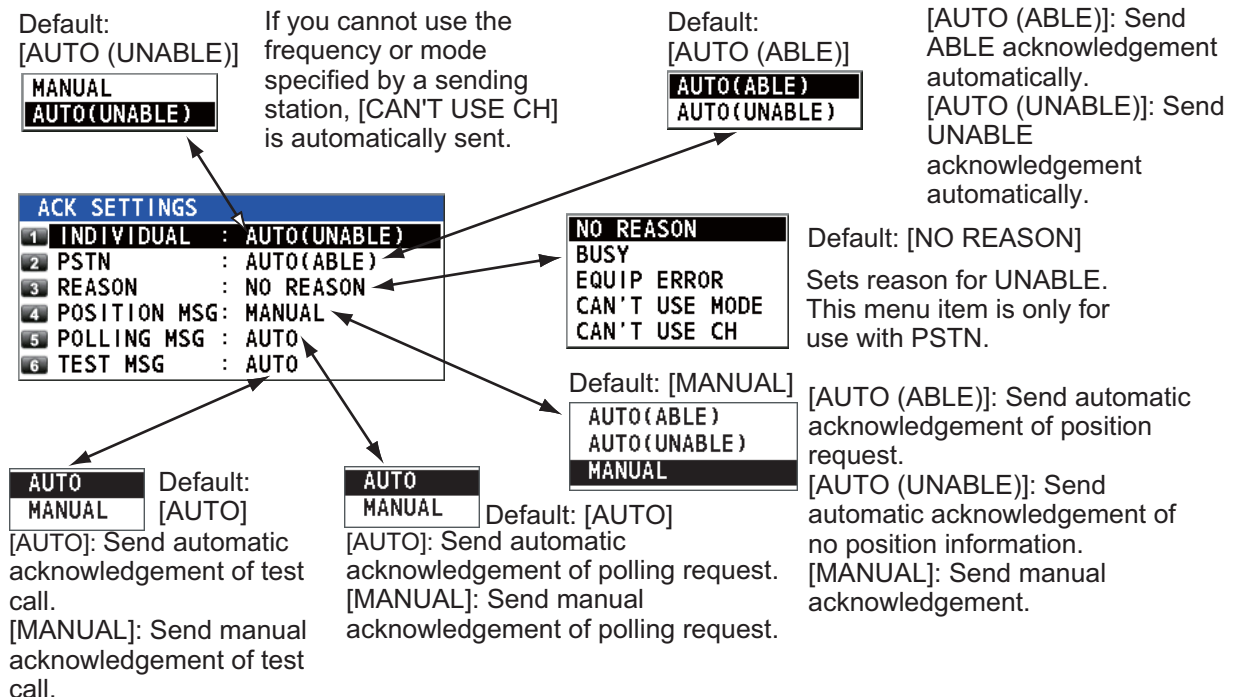 Default:
[AUTO (UNABLE)]
MANUAL
AUTO(UNABLE)
If you cannot use the
frequency or mode
specified by a sending
station, [CAN'T USE CH]
is automatically sent.
Default:
[AUTO (ABLE)]
AUTO(ABLE)
AUTO(UNABLE)
[AUTO (ABLE)]: Send
ABLE acknowledgement
automatically.
[AUTO (UNABLE)]: Send
UNABLE
acknowledgement
automatically.
ACK SETTINGS
1 INDIVIDUAL : AUTO(UNABLE)
2 PSTN : AUTO(ABLE)
3 REASON : NO REASON
4 POSITION MSG: MANUAL
5 POLLING MSG : AUTO
6 TEST MSG : AUTO
NO REASON
BUSY
EQUIP ERROR
CAN'T USE MODE
CAN'T USE CH
Default: [NO REASON]
Sets reason for UNABLE.
This menu item is only for
use with PSTN.
Default: [MANUAL]
AUTO(ABLE)
AUTO(UNABLE)
MANUAL
[AUTO (ABLE)]: Send automatic
acknowledgement of position
request.
[AUTO (UNABLE)]: Send
automatic acknowledgement of
no position information.
[MANUAL]: Send manual
acknowledgement.
AUTO
MANUAL
Default:
[AUTO]
[AUTO]: Send automatic
acknowledgement of test
call.
[MANUAL]: Send manual
acknowledgement of test
call.
AUTO
MANUAL
Default: [AUTO]
[AUTO]: Send automatic
acknowledgement of polling request.
[MANUAL]: Send manual
acknowledgement of polling request.